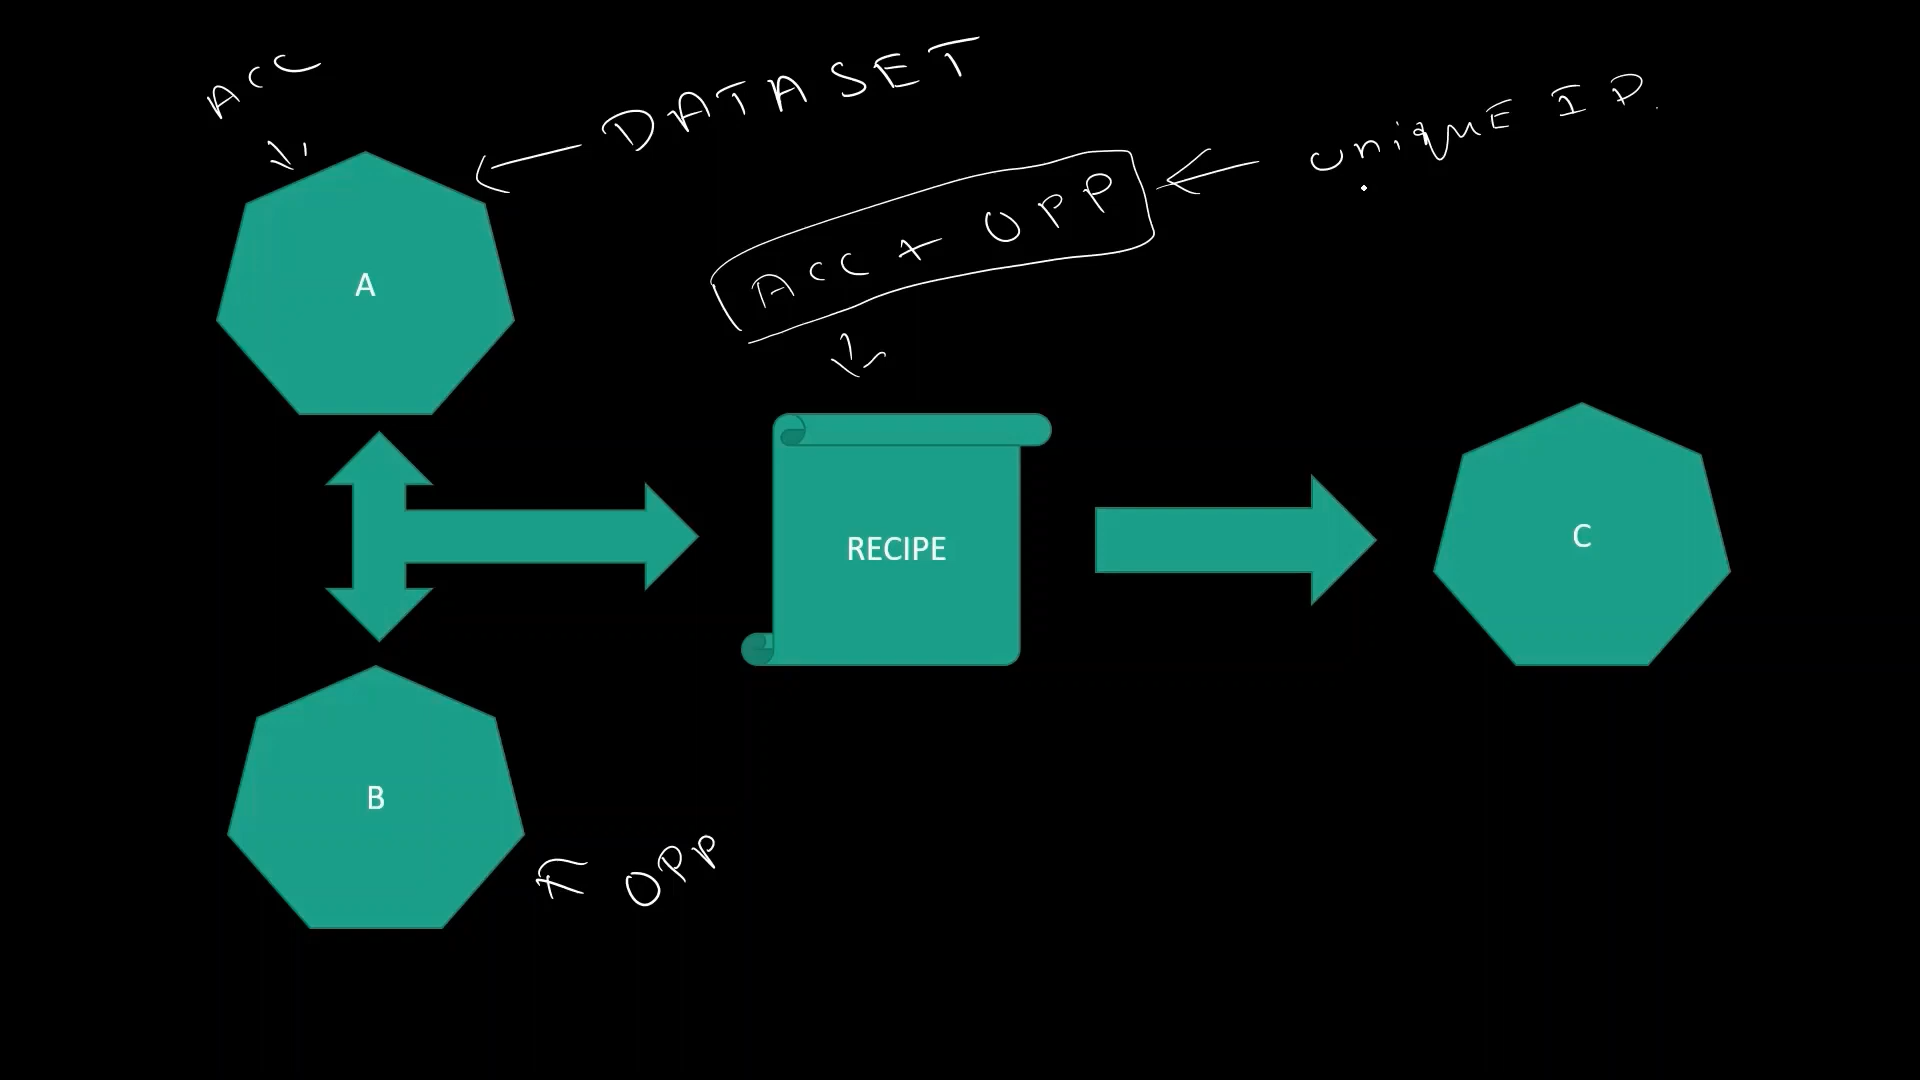 ACC
DATASET
uniquE ID.
ACC + OPP
A
RECIPE
C
B
OPP